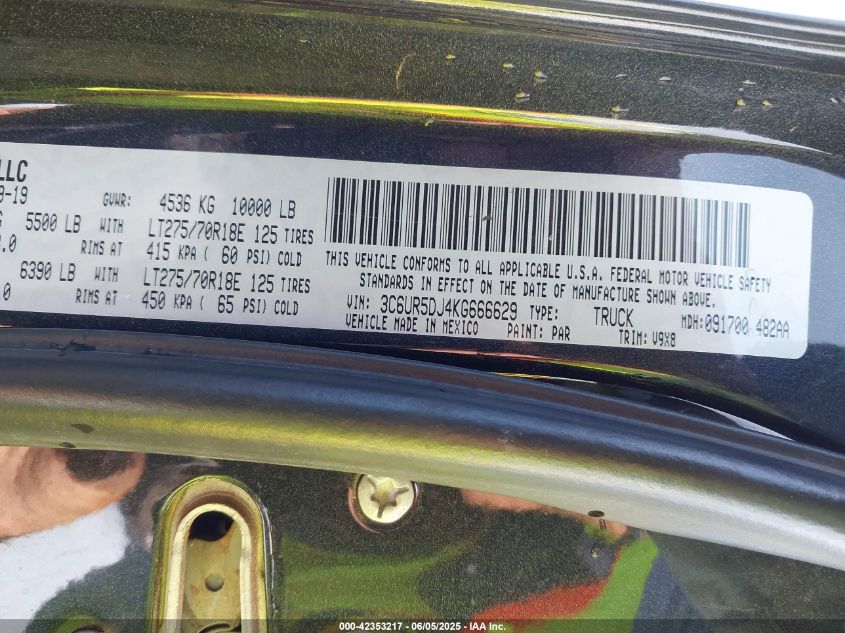 LLC
9-19 GVWR: 4536 KG 10000 LB
G 5500 LB WITH LT275/70R18E 125 TIRES
.0 RIMS AT 415 KPA ( 60 PSI) COLD
6390 LB WITH LT275/70R18E 125 TIRES
.0 RIMS AT 450 KPA ( 65 PSI) COLD
THIS VEHICLE CONFORMS TO ALL APPLICABLE U.S.A. FEDERAL MOTOR VEHICLE SAFETY
STANDARDS IN EFFECT ON THE DATE OF MANUFACTURE SHOWN ABOVE.
VIN: 3C6UR5DJ4KG666629 TYPE: TRUCK MDH:091700 482AA
VEHICLE MADE IN MEXICO PAINT: PAR TRIM: V9X8
000-42353217 - 06/05/2025 - IAA Inc.